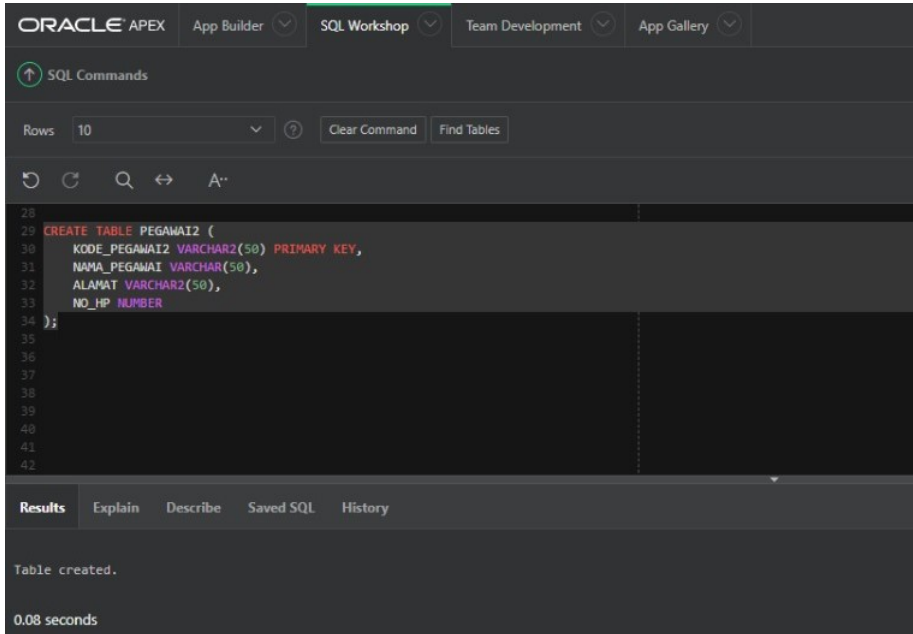 ORACLE APEX App Builder SQL Workshop Team Development App Gallery
SQL Commands
Rows 10 Clear Command Find Tables
A
28
29 CREATE TABLE PEGAWAI2 (
30 KODE_PEGAWAI2 VARCHAR2(50) PRIMARY KEY,
31 NAMA_PEGAWAI VARCHAR(50),
32 ALAMAT VARCHAR2(50),
33 NO_HP NUMBER
34 );
35
36
37
38
39
40
41
42
Results Explain Describe Saved SQL History
Table created.
0.08 seconds